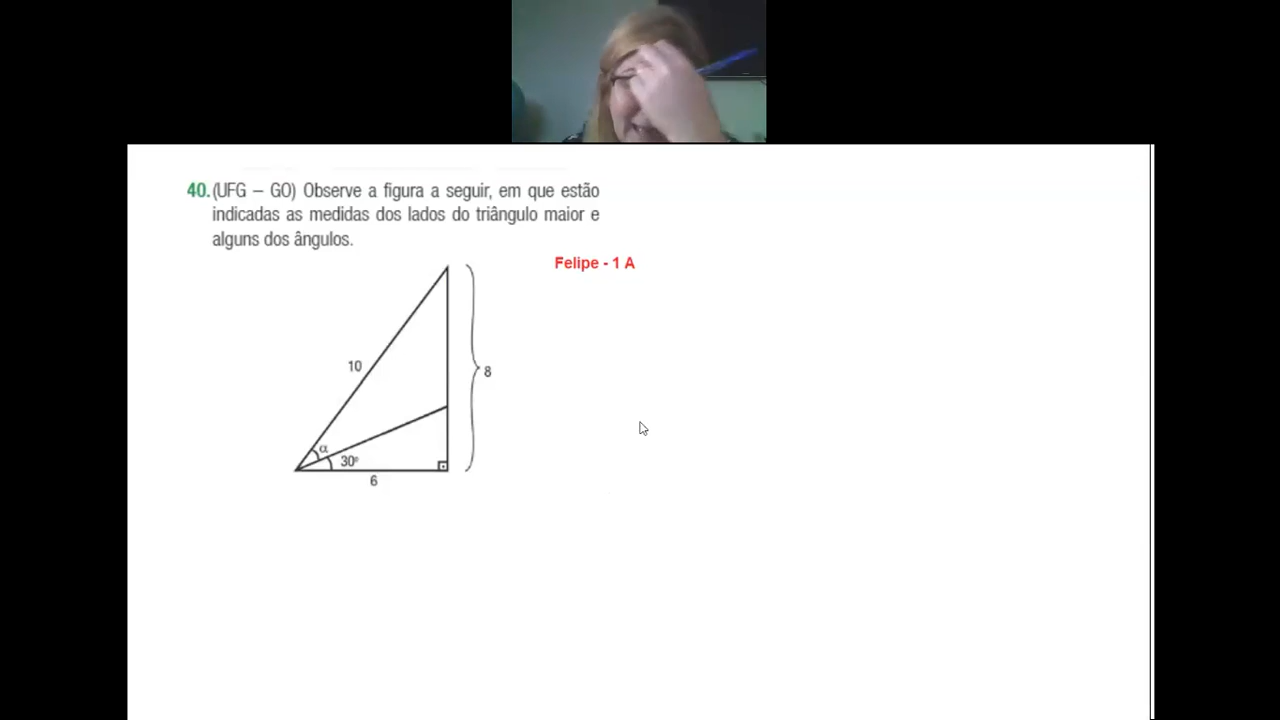 40. (UFG – GO) Observe a figura a seguir, em que estão
indicadas as medidas dos lados do triângulo maior e
alguns dos ângulos.
Felipe - 1 A
10
8
α
30°
6